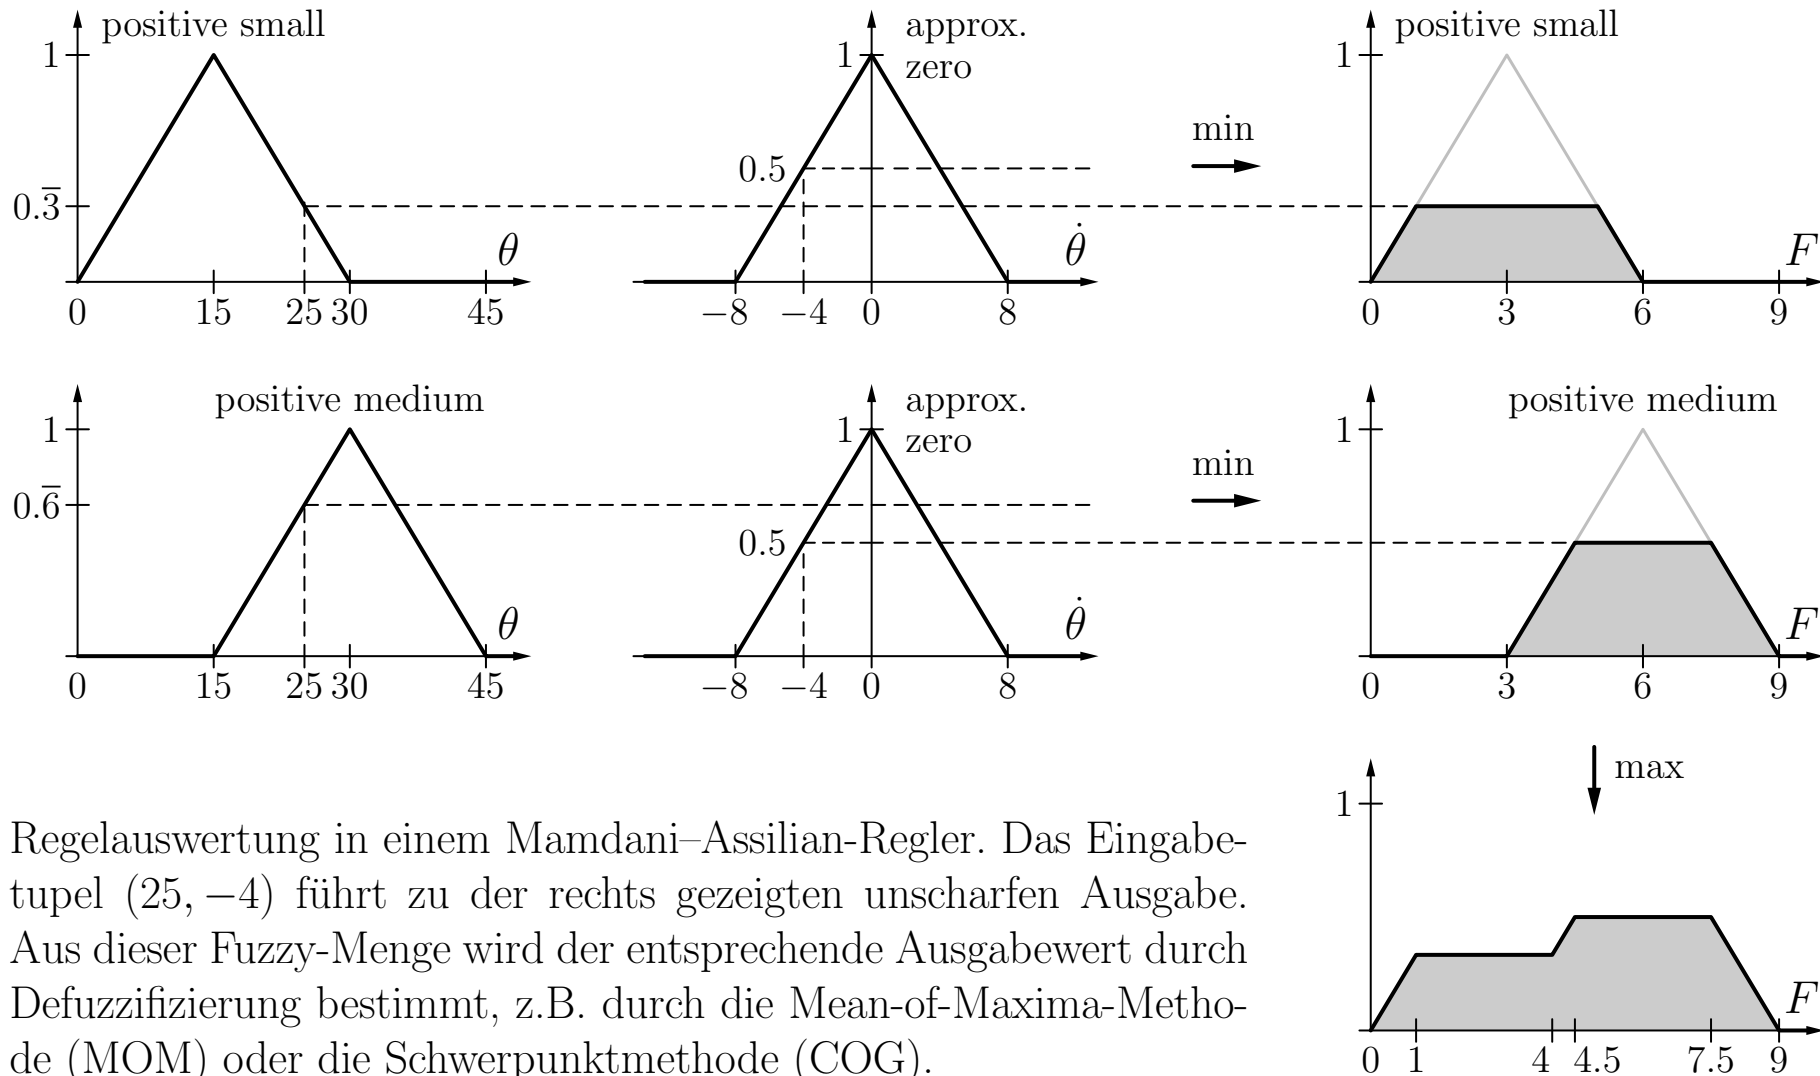 positive small
approx.
zero
positive small
1
1
1
min
0.5
0.3̅
θ
θ̇
F
0 15 25 30 45
−8 −4 0 8
0 3 6 9
positive medium
approx.
zero
positive medium
1
1
1
min
0.6̅
0.5
θ
θ̇
F
0 15 25 30 45
−8 −4 0 8
0 3 6 9
max
1
F
0 1 4 4.5 7.5 9
Regelauswertung in einem Mamdani–Assilian-Regler. Das Eingabe-
tupel (25, −4) führt zu der rechts gezeigten unscharfen Ausgabe.
Aus dieser Fuzzy-Menge wird der entsprechende Ausgabewert durch
Defuzzifizierung bestimmt, z.B. durch die Mean-of-Maxima-Metho-
de (MOM) oder die Schwerpunktmethode (COG).